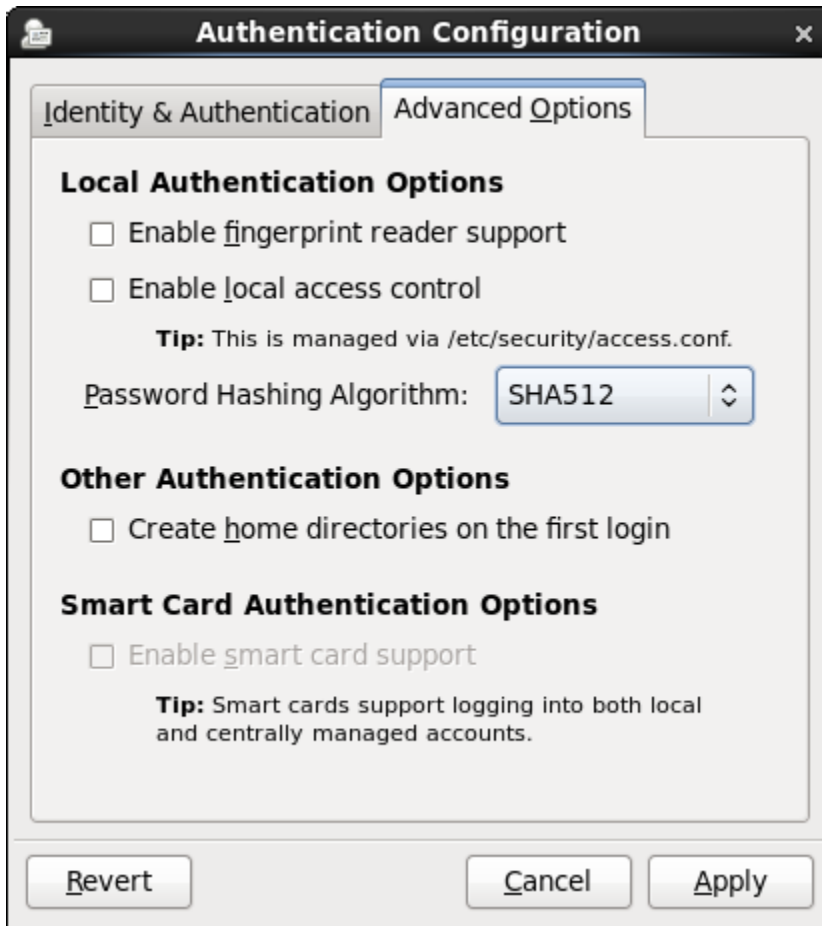 Authentication Configuration
Identity & Authentication
Advanced Options
Local Authentication Options
Enable fingerprint reader support
Enable local access control
Tip: This is managed via /etc/security/access.conf.
Password Hashing Algorithm: SHA512
Other Authentication Options
Create home directories on the first login
Smart Card Authentication Options
Enable smart card support
Tip: Smart cards support logging into both local
and centrally managed accounts.
Revert
Cancel
Apply